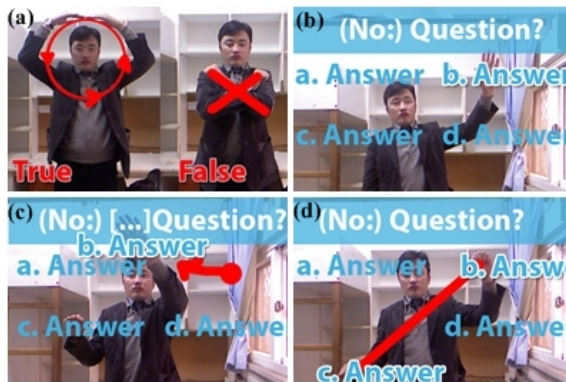 (a)
True
False
(b)
(No:) Question?
a. Answer
b. Answer
c. Answer
d. Answer
(c)
(No:) [...]Question?
b. Answer
a. Answer
c. Answer
d. Answe
(d)
(No:) Question?
a. Answer
b. Answ
d. Answe
c. Answer